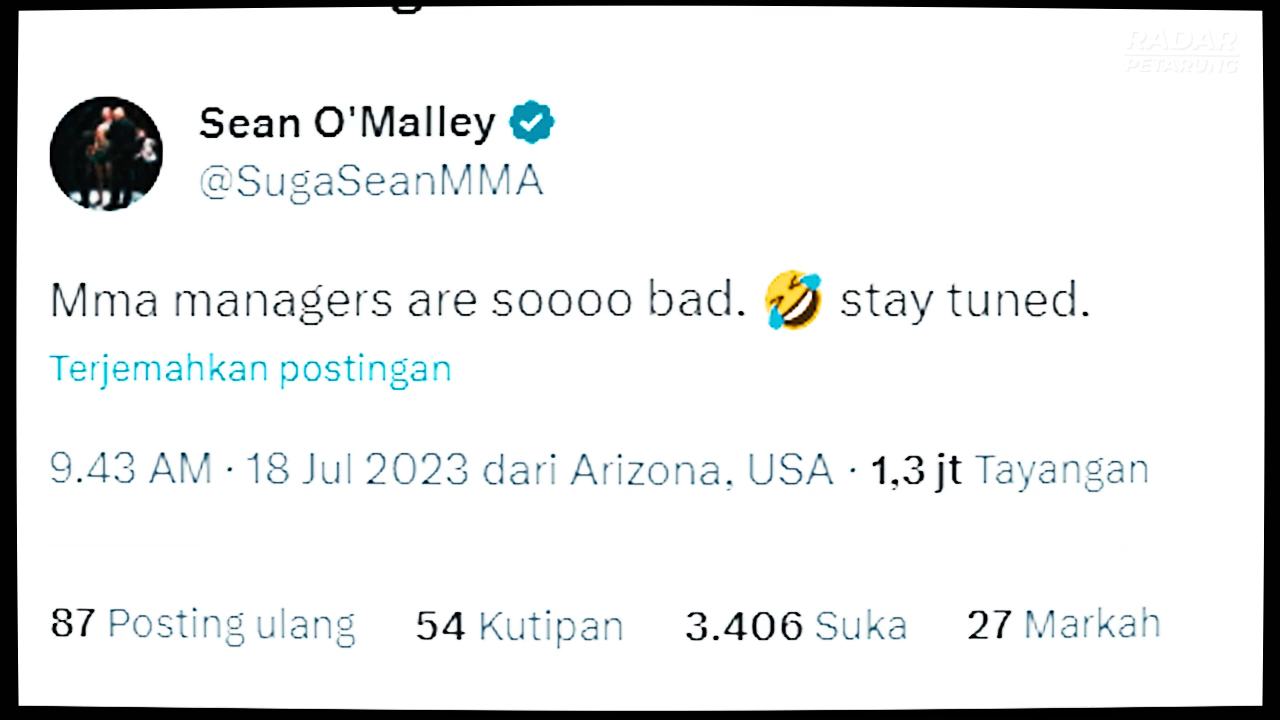 RADAR
PETARUNG
Sean O'Malley
@SugaSeanMMA
Mma managers are soooo bad. 🤣 stay tuned.
Terjemahkan postingan
9.43 AM · 18 Jul 2023 dari Arizona, USA · 1,3 jt Tayangan
87 Posting ulang 54 Kutipan 3.406 Suka 27 Markah